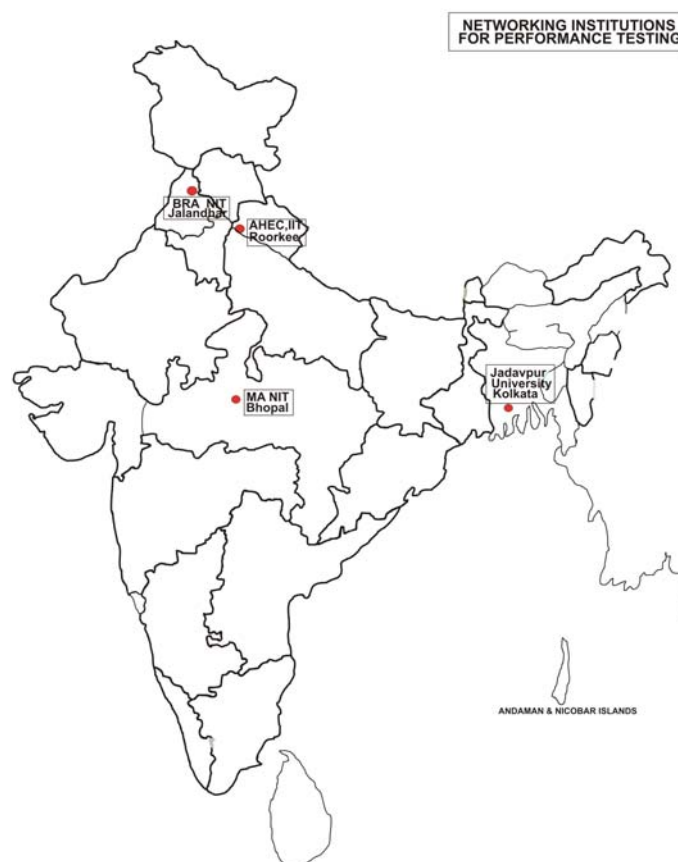 NETWORKING INSTITUTIONS
FOR PERFORMANCE TESTING
BRA NIT
Jalandhar
AHEC,IIT
Roorkee
Jadavpur
University
Kolkata
MA NIT
Bhopal
ANDAMAN & NICOBAR ISLANDS